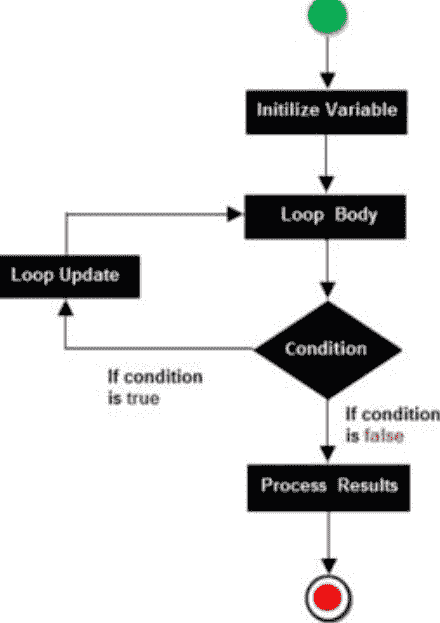 Initilize Variable
Loop Body
Loop Update
Condition
If condition
is true
If condition
is false
Process Results